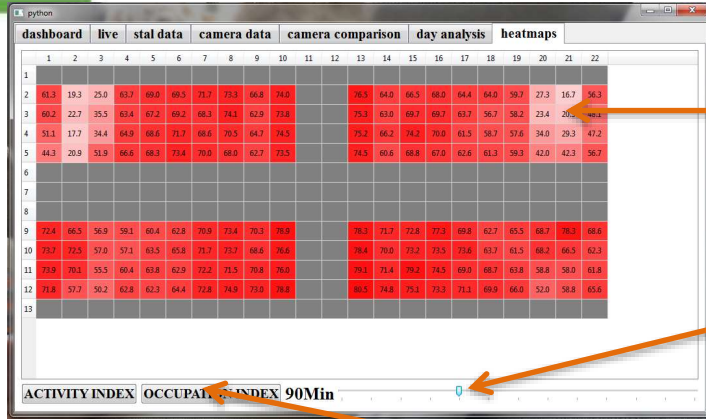 python
dashboard live stal data camera data camera comparison day analysis heatmaps
1 2 3 4 5 6 7 8 9 10 11 12 13 14 15 16 17 18 19 20 21 22
1
2 61.3 19.3 25.0 63.7 69.0 69.5 71.7 73.3 66.8 74.0 76.5 64.0 66.5 68.0 64.4 64.0 59.7 27.3 16.7 56.3
3 60.2 22.7 35.5 63.4 67.2 69.2 68.3 74.1 62.9 73.8 75.3 63.0 69.7 69.7 63.7 56.7 58.2 23.4
4 51.1 17.7 34.4 64.9 68.6 71.7 68.6 70.5 64.7 74.5 75.2 66.2 74.2 70.0 61.5 58.7 57.6 34.0 29.3 47.2
5 44.3 20.9 51.9 66.6 68.3 73.4 70.0 68.0 62.7 73.5 74.5 60.6 68.8 67.0 62.6 61.3 59.3 42.0 42.3 56.7
6
7
8
9 72.4 66.5 56.9 59.1 60.4 62.8 70.9 73.4 70.3 76.9 78.3 71.7 72.8 77.3 69.8 62.7 65.5 68.7 78.3 68.6
10 73.7 72.5 57.0 57.1 63.5 65.8 71.7 73.7 68.6 76.6 78.4 70.0 73.2 73.5 73.6 63.7 61.5 68.2 66.5 62.3
11 73.9 70.1 55.5 60.4 63.8 62.9 72.2 71.5 70.8 76.0 79.1 71.4 79.2 74.5 69.0 68.7 63.8 58.8 58.0 61.8
12 71.8 57.7 50.2 62.8 62.3 64.4 72.8 74.9 73.0 78.8 80.5 74.8 75.1 73.3 71.1 69.9 66.0 52.0 58.8 65.6
13
ACTIVITY INDEX OCCUPATION INDEX 90Min